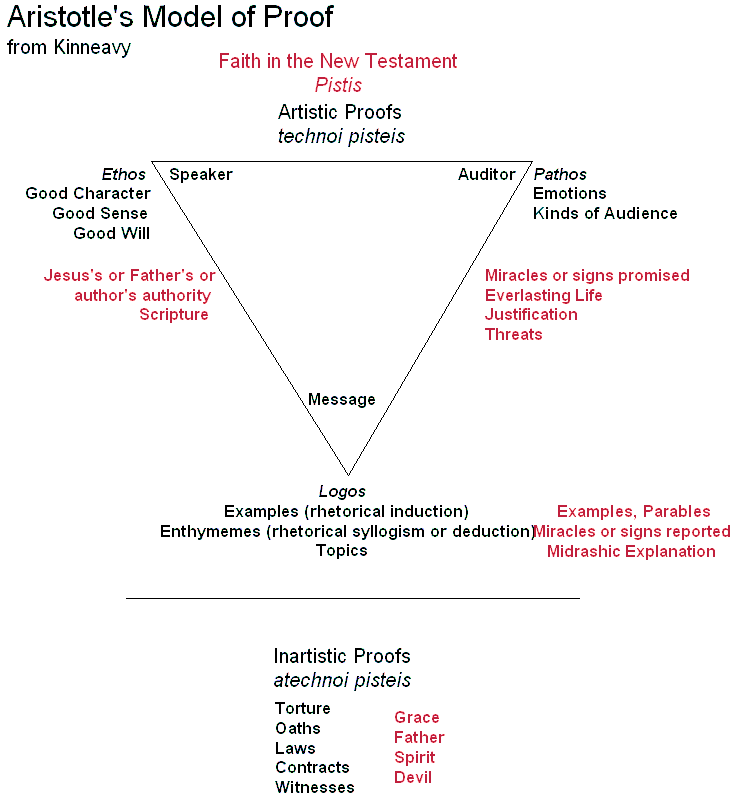 Aristotle's Model of Proof
from Kinneavy
Faith in the New Testament
Pistis
Artistic Proofs
technoi pisteis
Ethos
Speaker
Good Character
Good Sense
Good Will
Auditor
Pathos
Emotions
Kinds of Audience
Jesus's or Father's or
author's authority
Scripture
Miracles or signs promised
Everlasting Life
Justification
Threats
Message
Logos
Examples (rhetorical induction)
Enthymemes (rhetorical syllogism or deduction)
Topics
Examples, Parables
Miracles or signs reported
Midrashic Explanation
Inartistic Proofs
atechnoi pisteis
Torture
Oaths
Laws
Contracts
Witnesses
Grace
Father
Spirit
Devil